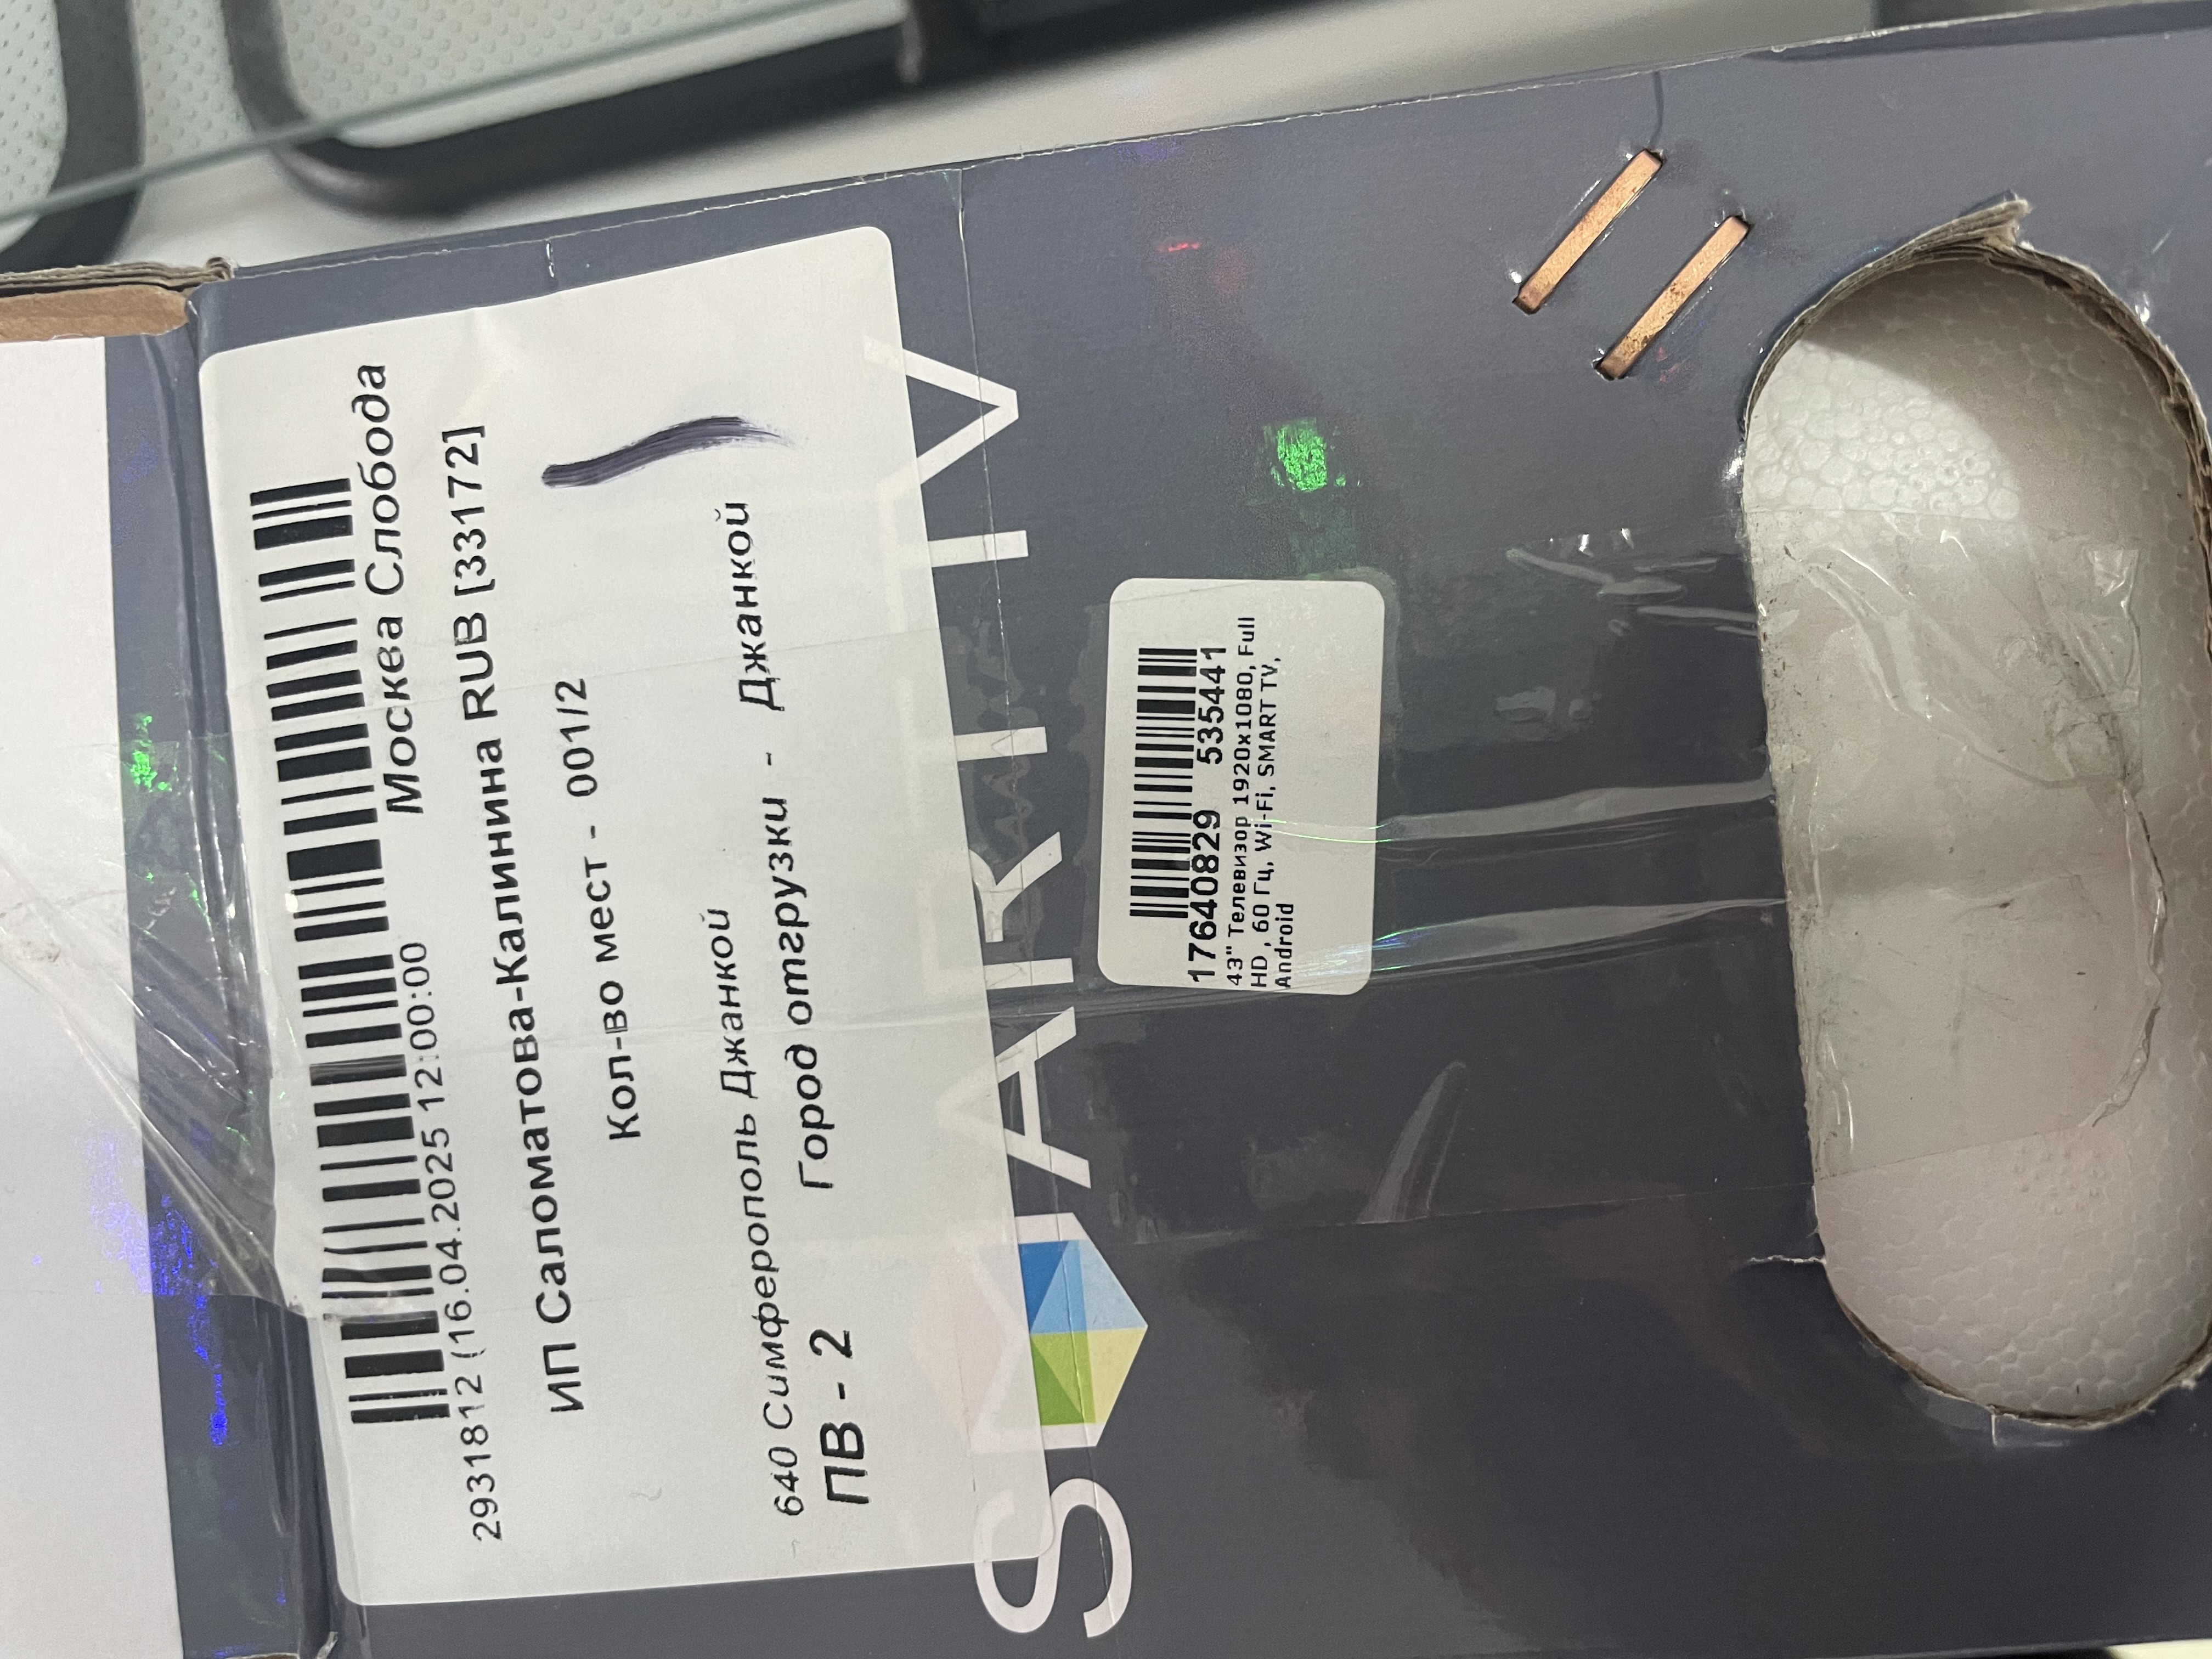 Москва Слобода
2931812 (16.04.2025 12:00:00
ИП Саломатова-Калинина RUB [33172]
Кол-во мест - 001/2
640 Симферополь Джанкой
Город отгрузки - Джанкой
ПВ - 2
SMART TV
17640829 535441
43" Телевизор 1920x1080, Full
HD , 60 Гц, Wi-Fi, SMART TV,
Android